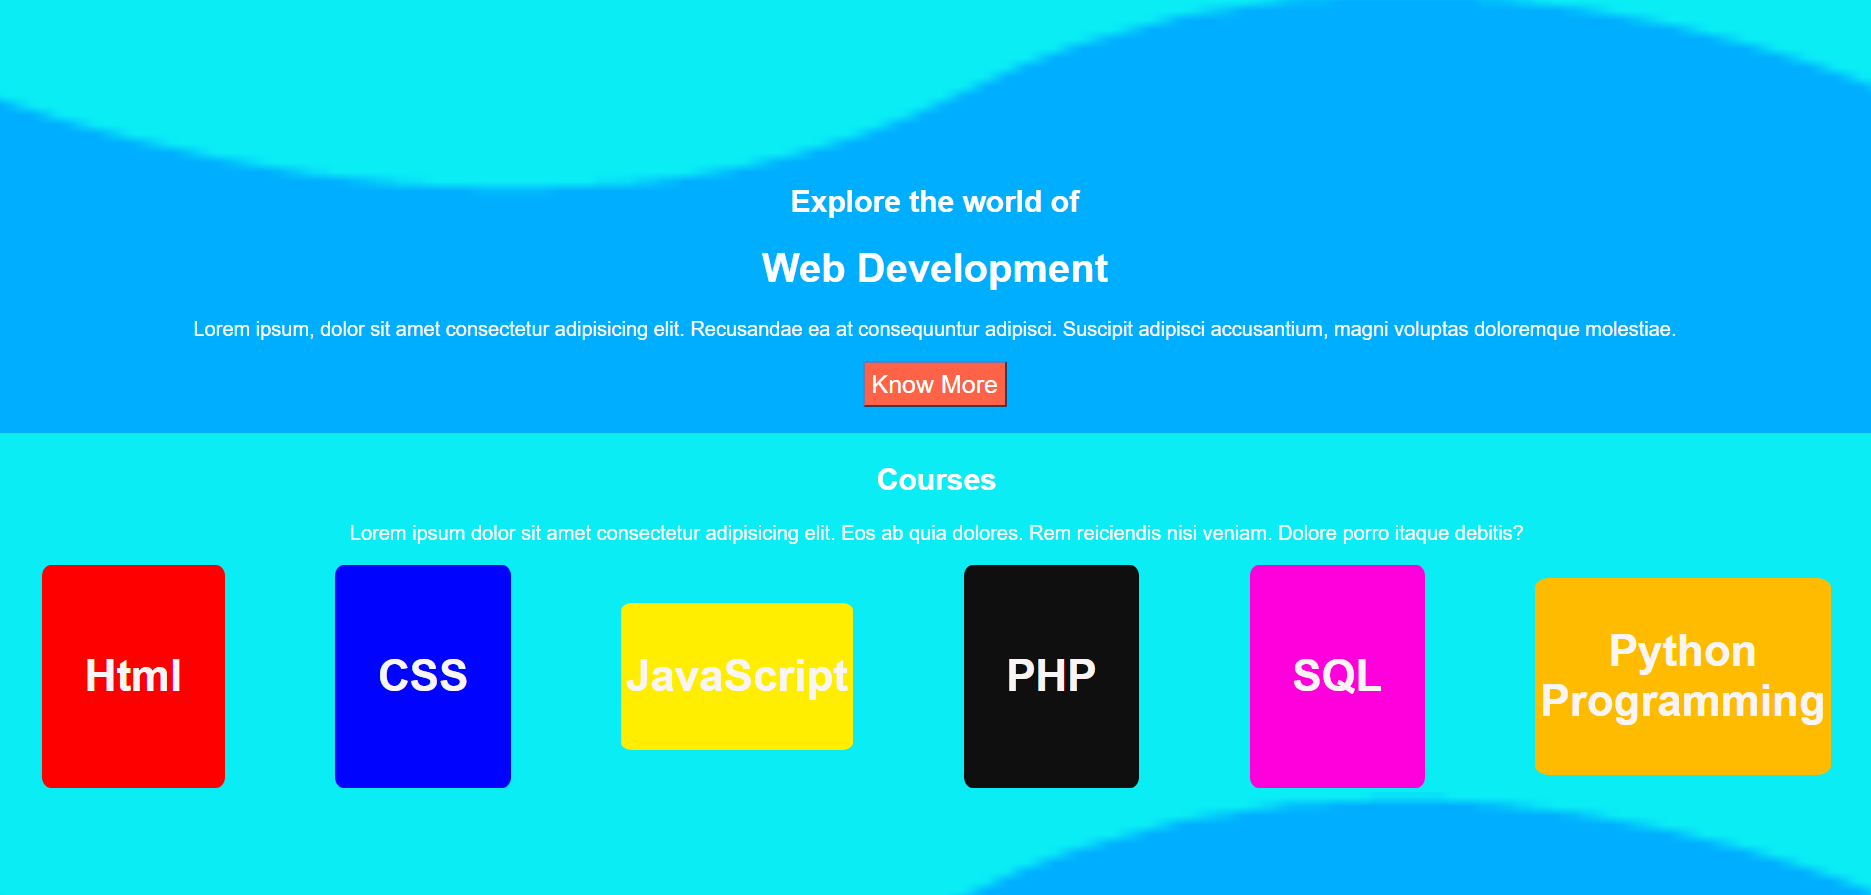 Explore the world of
Web Development
Lorem ipsum, dolor sit amet consectetur adipisicing elit. Recusandae ea at consequuntur adipisci. Suscipit adipisci accusantium, magni voluptas doloremque molestiae.
Know More
Courses
Lorem ipsum dolor sit amet consectetur adipisicing elit. Eos ab quia dolores. Rem reiciendis nisi veniam. Dolore porro itaque debitis?
Html
CSS
JavaScript
PHP
SQL
Python
Programming